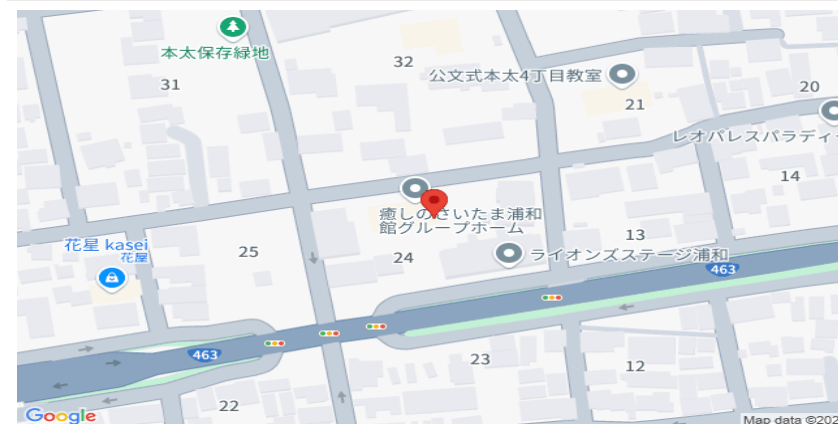 本太保存緑地
31
32
公文式本太4丁目教室
21
20
レオパレスパラディ
14
癒しのさいたま浦和
館グループホーム
花星 kasei
花屋
25
24
13
ライオンズステージ浦和
463
463
23
12
22
Google
Map data ©202